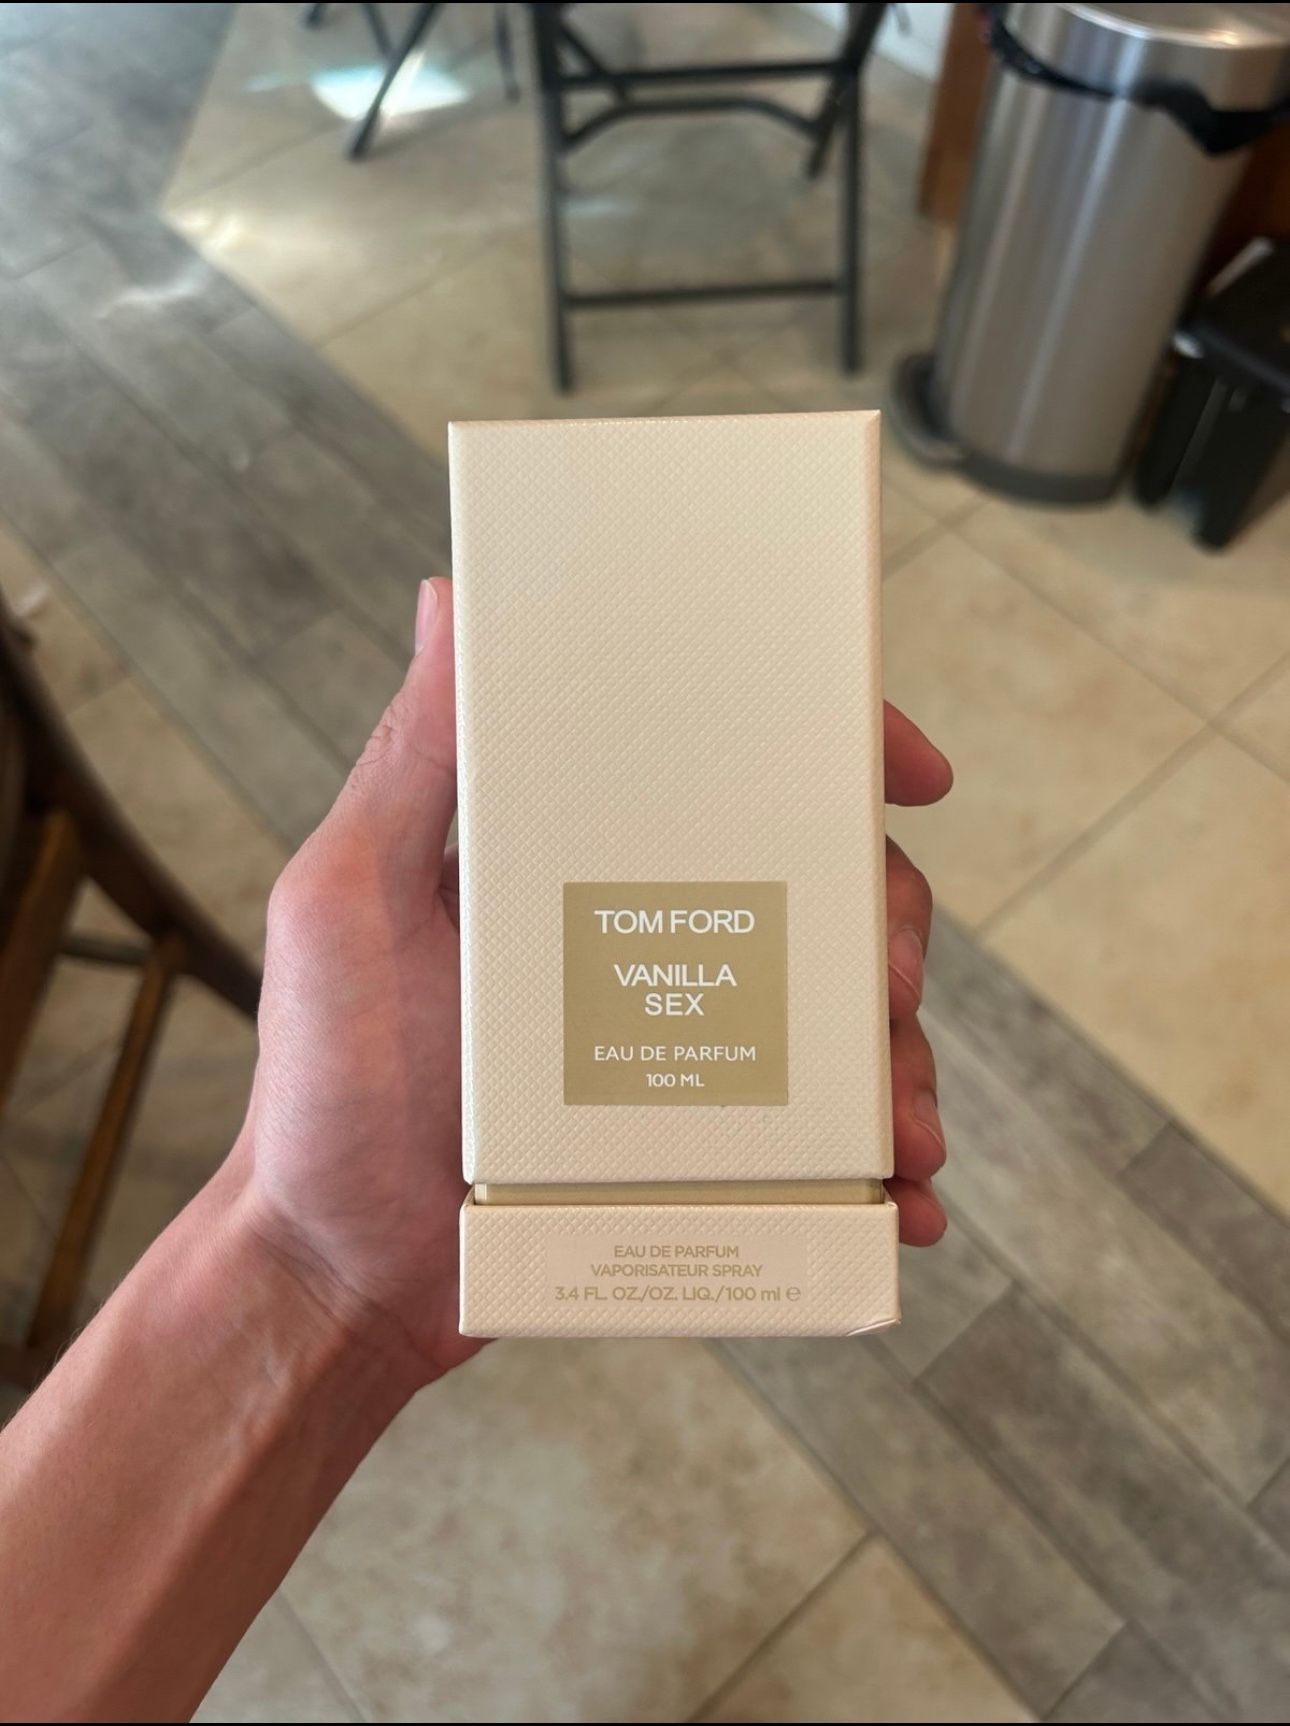 TOM FORD
VANILLA
SEX
EAU DE PARFUM
100 ML
EAU DE PARFUM
VAPORISATEUR SPRAY
3.4 FL. OZ./OZ. LIQ./100 ml ℮